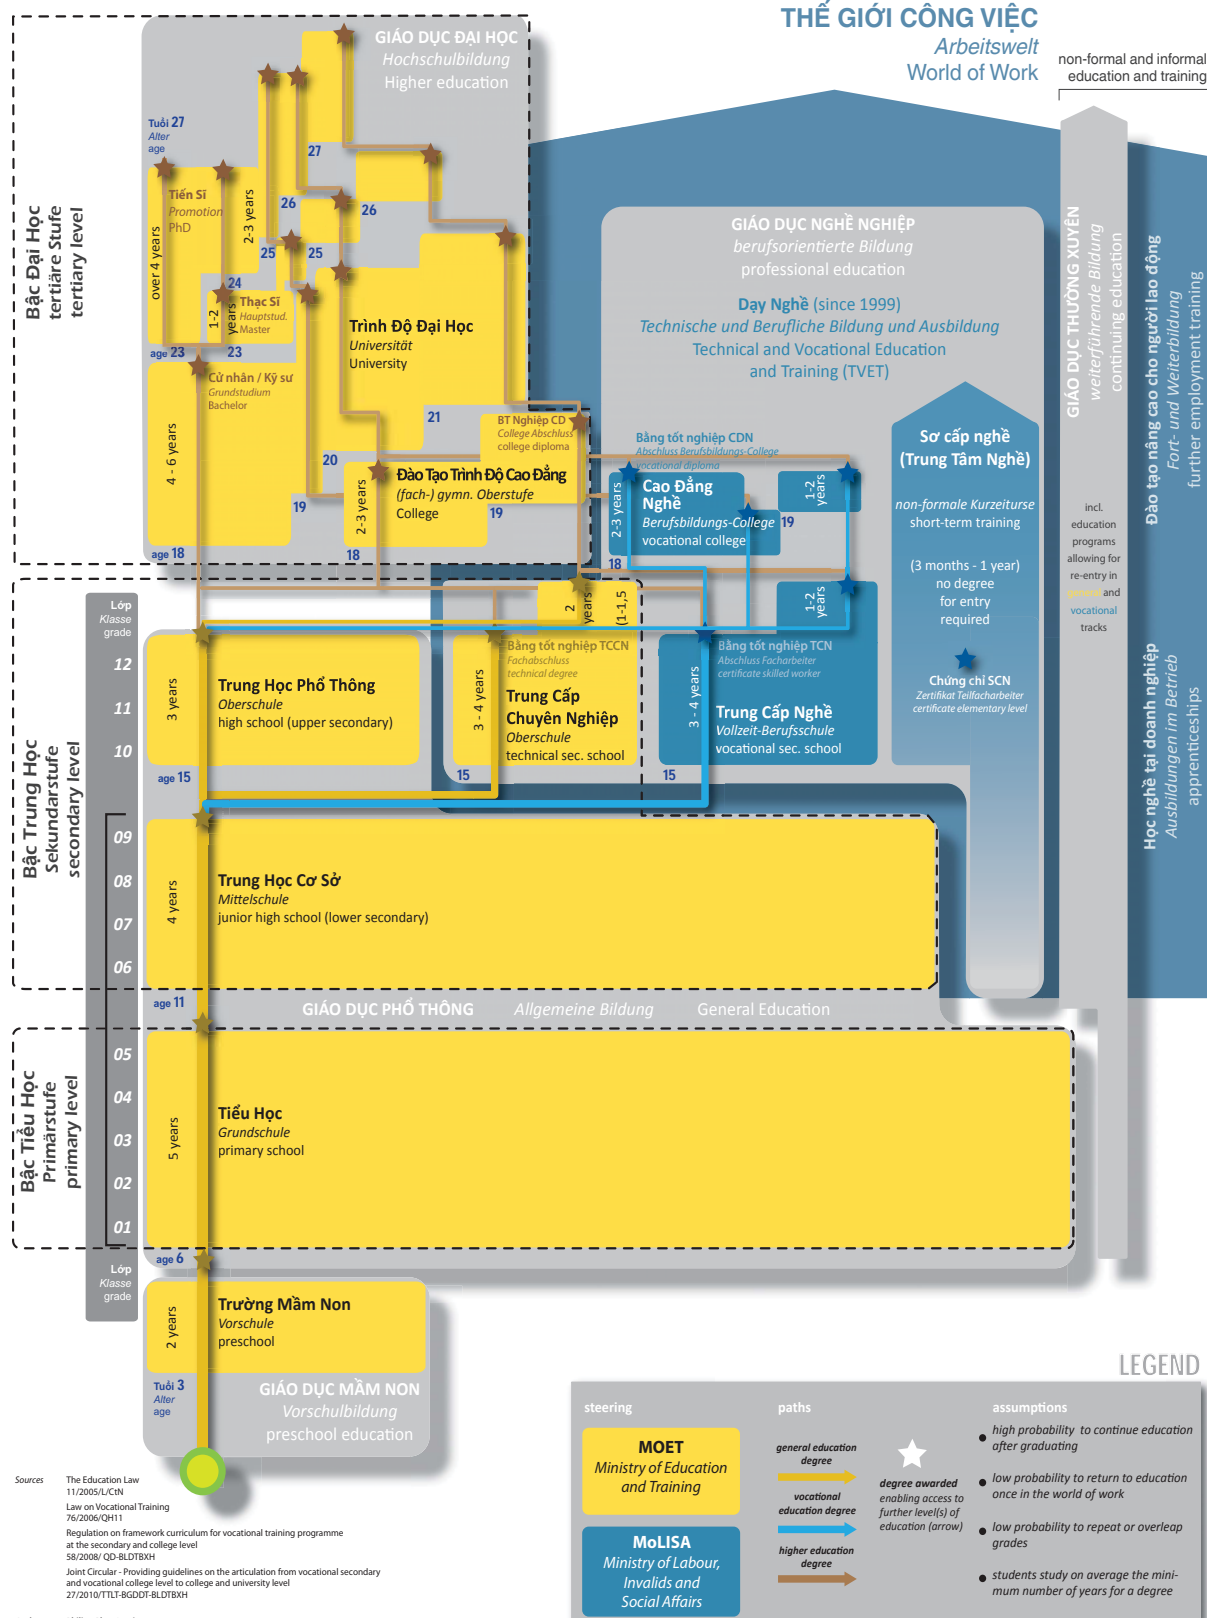 THẾ GIỚI CÔNG VIỆC
Arbeitswelt
World of Work
non-formal and informal
education and training
GIÁO DỤC ĐẠI HỌC
Hochschulbildung
Higher education
Tuổi 27
Alter
age
27
Tiến Sĩ
Promotion
PhD
over 4 years
2-3 years
26
26
25
25
24
1-2
years
Thạc Sĩ
Hauptstud.
Master
age 23
23
Bậc Đại Học
tertiäre Stufe
tertiary level
Trình Độ Đại Học
Universität
University
Cử nhân / Kỹ sư
Grundstudium
Bachelor
4 - 6 years
21
20
19
age 18
BT Nghiệp CD
College Abschluss
college diploma
Đào Tạo Trình Độ Cao Đẳng
(fach-) gymn. Oberstufe
College
2-3 years
19
18
GIÁO DỤC NGHỀ NGHIỆP
berufsorientierte Bildung
professional education
Dạy Nghề (since 1999)
Technische und Berufliche Bildung und Ausbildung
Technical and Vocational Education
and Training (TVET)
Bằng tốt nghiệp CDN
Abschluss Berufsbildungs-College
vocational diploma
Cao Đẳng
Nghề
Berufsbildungs-College
vocational college
2-3 years
1-2
years
19
18
Sơ cấp nghề
(Trung Tâm Nghề)
non-formale Kurzeiturse
short-term training
(3 months - 1 year)
no degree
for entry
required
Chứng chỉ SCN
Zertifikat Teilfacharbeiter
certificate elementary level
GIÁO DỤC THƯỜNG XUYÊN
weiterführende Bildung
continuing education
incl.
education
programs
allowing for
re-entry in
general and
vocational
tracks
Đào tạo nâng cao cho người lao động
Fort- und Weiterbildung
further employment training
Học nghề tại doanh nghiệp
Ausbildungen im Betrieb
apprenticeships
Bậc Trung Học
Sekundarstufe
secondary level
Lớp
Klasse
grade
12
11
10
3 years
Trung Học Phổ Thông
Oberschule
high school (upper secondary)
age 15
2
years
(1-1,5
Bằng tốt nghiệp TCCN
Fachabschluss
technical degree
Trung Cấp
Chuyên Nghiệp
Oberschule
technical sec. school
3 - 4 years
15
1-2
years
Bằng tốt nghiệp TCN
Abschluss Facharbeiter
certificate skilled worker
Trung Cấp Nghề
Vollzeit-Berufsschule
vocational sec. school
3 - 4 years
15
09
08
07
06
4 years
Trung Học Cơ Sở
Mittelschule
junior high school (lower secondary)
age 11
GIÁO DỤC PHỔ THÔNG Allgemeine Bildung General Education
Bậc Tiểu Học
Primärstufe
primary level
05
04
03
02
01
5 years
Tiểu Học
Grundschule
primary school
age 6
Lớp
Klasse
grade
2 years
Trường Mầm Non
Vorschule
preschool
Tuổi 3
Alter
age
GIÁO DỤC MẦM NON
Vorschulbildung
preschool education
LEGEND
steering
MOET
Ministry of Education
and Training
MoLISA
Ministry of Labour,
Invalids and
Social Affairs
paths
general education
degree
vocational
education degree
higher education
degree
degree awarded
enabling access to
further level(s) of
education (arrow)
assumptions
high probability to continue education
after graduating
low probability to return to education
once in the world of work
low probability to repeat or overleap
grades
students study on average the mini-
mum number of years for a degree
Sources
The Education Law
11/2005/L/CtN
Law on Vocational Training
76/2006/QH11
Regulation on framework curriculum for vocational training programme
at the secondary and college level
58/2008/ QD-BLDTBXH
Joint Circular - Providing guidelines on the articulation from vocational secondary
and vocational college level to college and university level
27/2010/TTLT-BGDDT-BLDTBXH